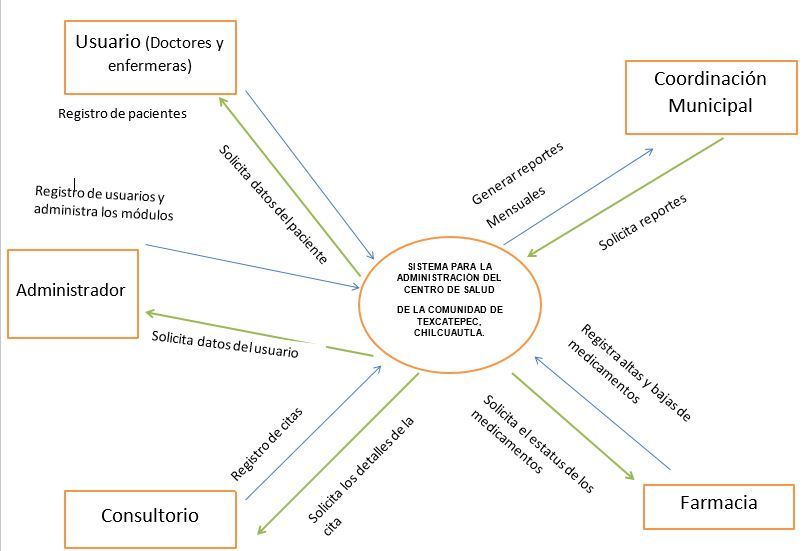 Usuario (Doctores y
enfermeras)
Coordinación
Municipal
Registro de pacientes
Solicita datos del paciente
Generar reportes
Mensuales
Solicita reportes
Registro de usuarios y
administra los módulos
SISTEMA PARA LA
ADMINISTRACIÓN DEL
CENTRO DE SALUD
DE LA COMUNIDAD DE
TEXCATEPEC,
CHILCUAUTLA.
Administrador
Solicita datos del usuario
Registra altas y bajas de
medicamentos
Registro de citas
Solicita los detalles de la
cita
Solicita el estatus de los
medicamentos
Consultorio
Farmacia